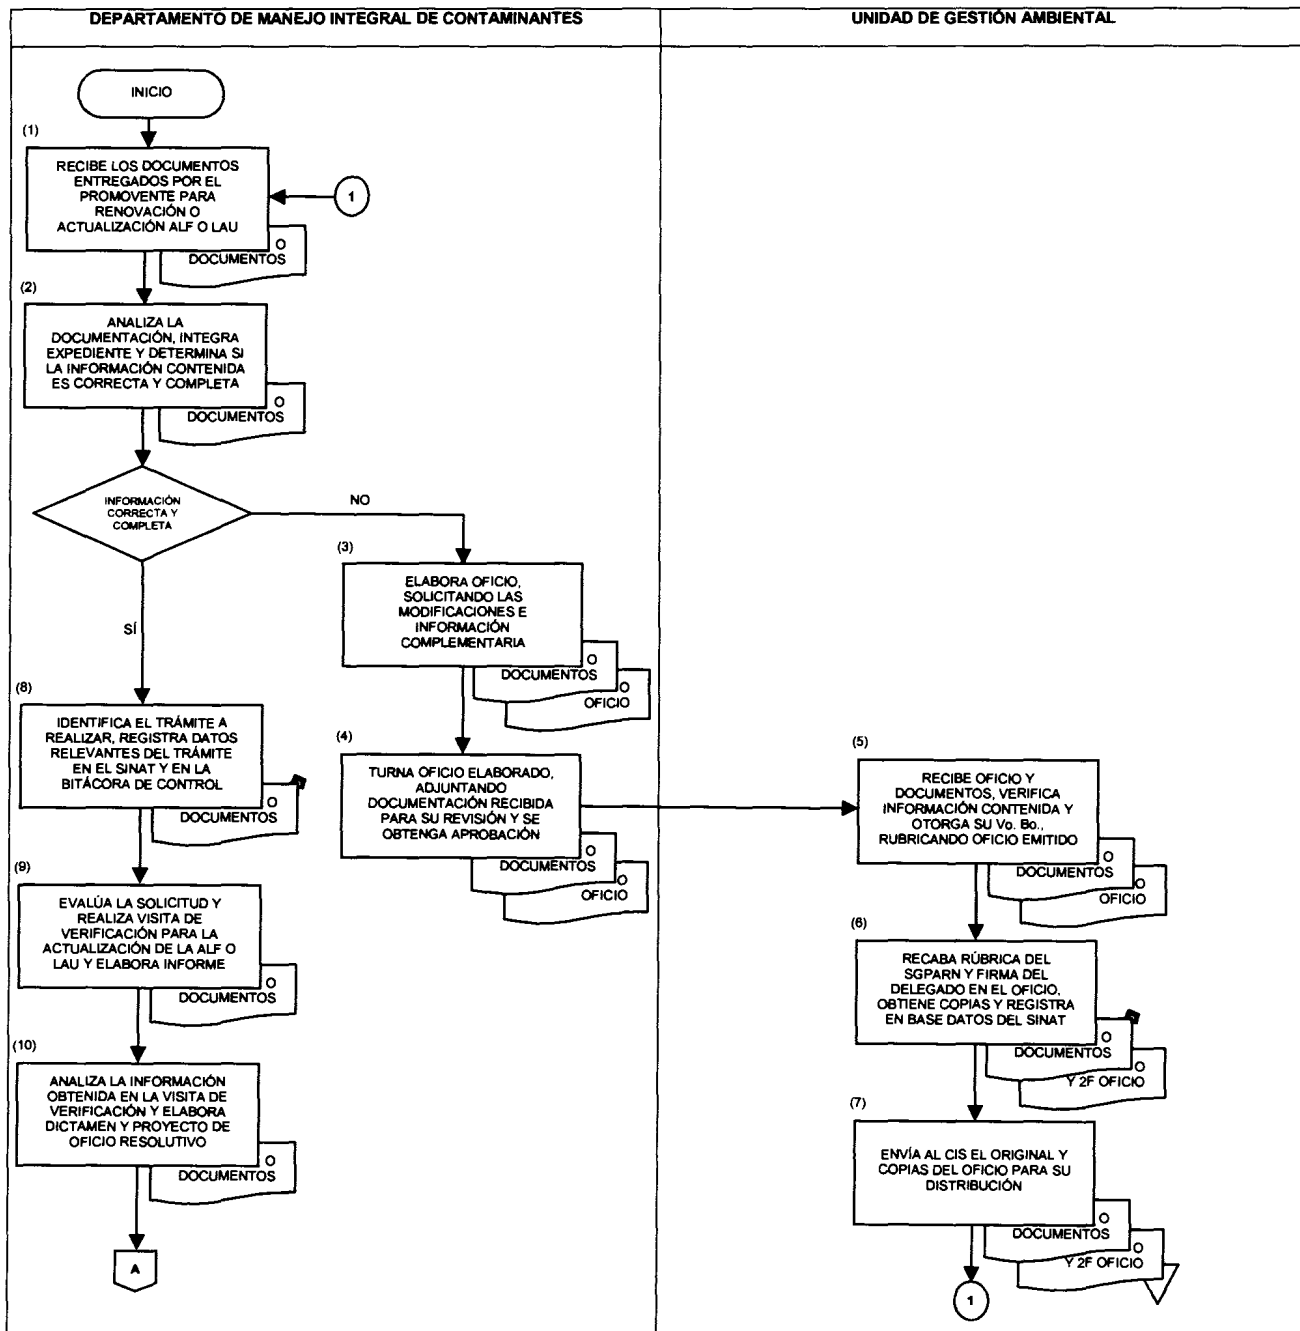 DEPARTAMENTO DE MANEJO INTEGRAL DE CONTAMINANTES
UNIDAD DE GESTIÓN AMBIENTAL
INICIO
(1)
RECIBE LOS DOCUMENTOS
ENTREGADOS POR EL
PROMOVENTE PARA
RENOVACIÓN O
ACTUALIZACIÓN ALF O LAU
1
O
DOCUMENTOS
(2)
ANALIZA LA
DOCUMENTACIÓN, INTEGRA
EXPEDIENTE Y DETERMINA SI
LA INFORMACIÓN CONTENIDA
ES CORRECTA Y COMPLETA
O
DOCUMENTOS
INFORMACIÓN
CORRECTA Y
COMPLETA
NO
SÍ
(3)
ELABORA OFICIO,
SOLICITANDO LAS
MODIFICACIONES E
INFORMACIÓN
COMPLEMENTARIA
O
DOCUMENTOS
O
OFICIO
(4)
TURNA OFICIO ELABORADO,
ADJUNTANDO
DOCUMENTACIÓN RECIBIDA
PARA SU REVISIÓN Y SE
OBTENGA APROBACIÓN
O
DOCUMENTOS
O
OFICIO
(5)
RECIBE OFICIO Y
DOCUMENTOS, VERIFICA
INFORMACIÓN CONTENIDA Y
OTORGA SU Vo. Bo.,
RUBRICANDO OFICIO EMITIDO
O
DOCUMENTOS
O
OFICIO
(6)
RECABA RÚBRICA DEL
SGPARN Y FIRMA DEL
DELEGADO EN EL OFICIO,
OBTIENE COPIAS Y REGISTRA
EN BASE DATOS DEL SINAT
O
DOCUMENTOS
O
Y 2F OFICIO
(7)
ENVÍA AL CIS EL ORIGINAL Y
COPIAS DEL OFICIO PARA SU
DISTRIBUCIÓN
O
DOCUMENTOS
O
Y 2F OFICIO
1
(8)
IDENTIFICA EL TRÁMITE A
REALIZAR, REGISTRA DATOS
RELEVANTES DEL TRÁMITE
EN EL SINAT Y EN LA
BITÁCORA DE CONTROL
O
DOCUMENTOS
(9)
EVALÚA LA SOLICITUD Y
REALIZA VISITA DE
VERIFICACIÓN PARA LA
ACTUALIZACIÓN DE LA ALF O
LAU Y ELABORA INFORME
O
DOCUMENTOS
(10)
ANALIZA LA INFORMACIÓN
OBTENIDA EN LA VISITA DE
VERIFICACIÓN Y ELABORA
DICTAMEN Y PROYECTO DE
OFICIO RESOLUTIVO
O
DOCUMENTOS
A